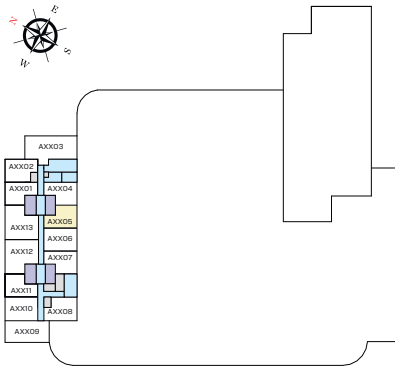 N
E
S
W
AXX03
AXX02
AXX01 AXX04
AXX05
AXX13
AXX06
AXX12
AXX07
AXX11
AXX10 AXX08
AXX09